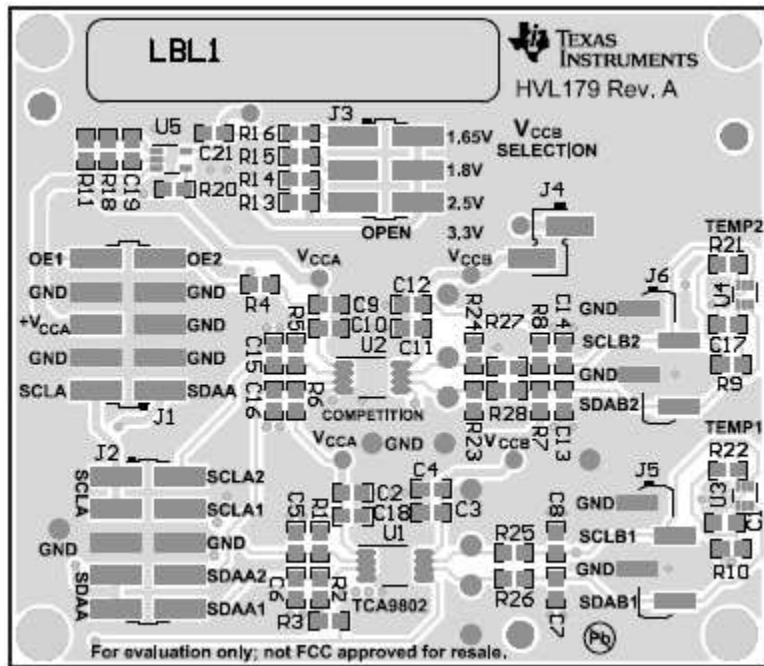 LBL1
TEXAS
INSTRUMENTS
HVL179 Rev. A
J3
VCCB
SELECTION
U5
R16
R15
R14
R13
C21
R20
R11
R18
C19
1.65V
1.8V
2.5V
3.3V
OPEN
J4
TEMP2
R21
OE1
OE2
VCCA
VCCB
J6
GND
GND
R4
C9
C12
U4
+VCCA
GND
R5
C10
C11
R24
R27
R8
C14
GND
SCLB2
C17
GND
GND
C15
U2
R9
SCLA
SDAA
C16
R6
R28
GND
SDAB2
J1
COMPETITION
R23
R7
C13
TEMP1
J2
VCCA
GND
VCCB
R22
SCLA
SCLA2
C4
J5
U3
SCLA1
C2
C3
GND
C5
R1
C18
U1
R25
C8
SCLB1
GND
GND
R10
SDAA
SDAA2
C6
R2
R26
GND
SDAA1
R3
TCA9802
C7
SDAB1
Pb
For evaluation only; not FCC approved for resale.